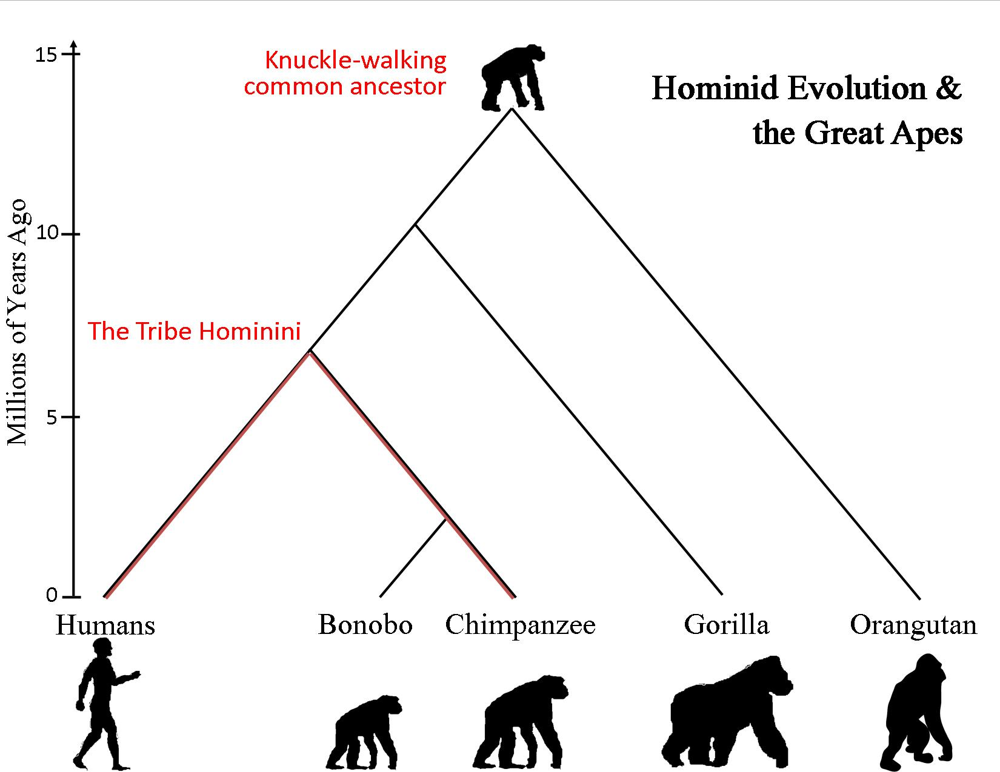 Hominid Evolution &
the Great Apes
Knuckle-walking
common ancestor
The Tribe Hominini
Millions of Years Ago
15
10
5
0
Humans
Bonobo
Chimpanzee
Gorilla
Orangutan